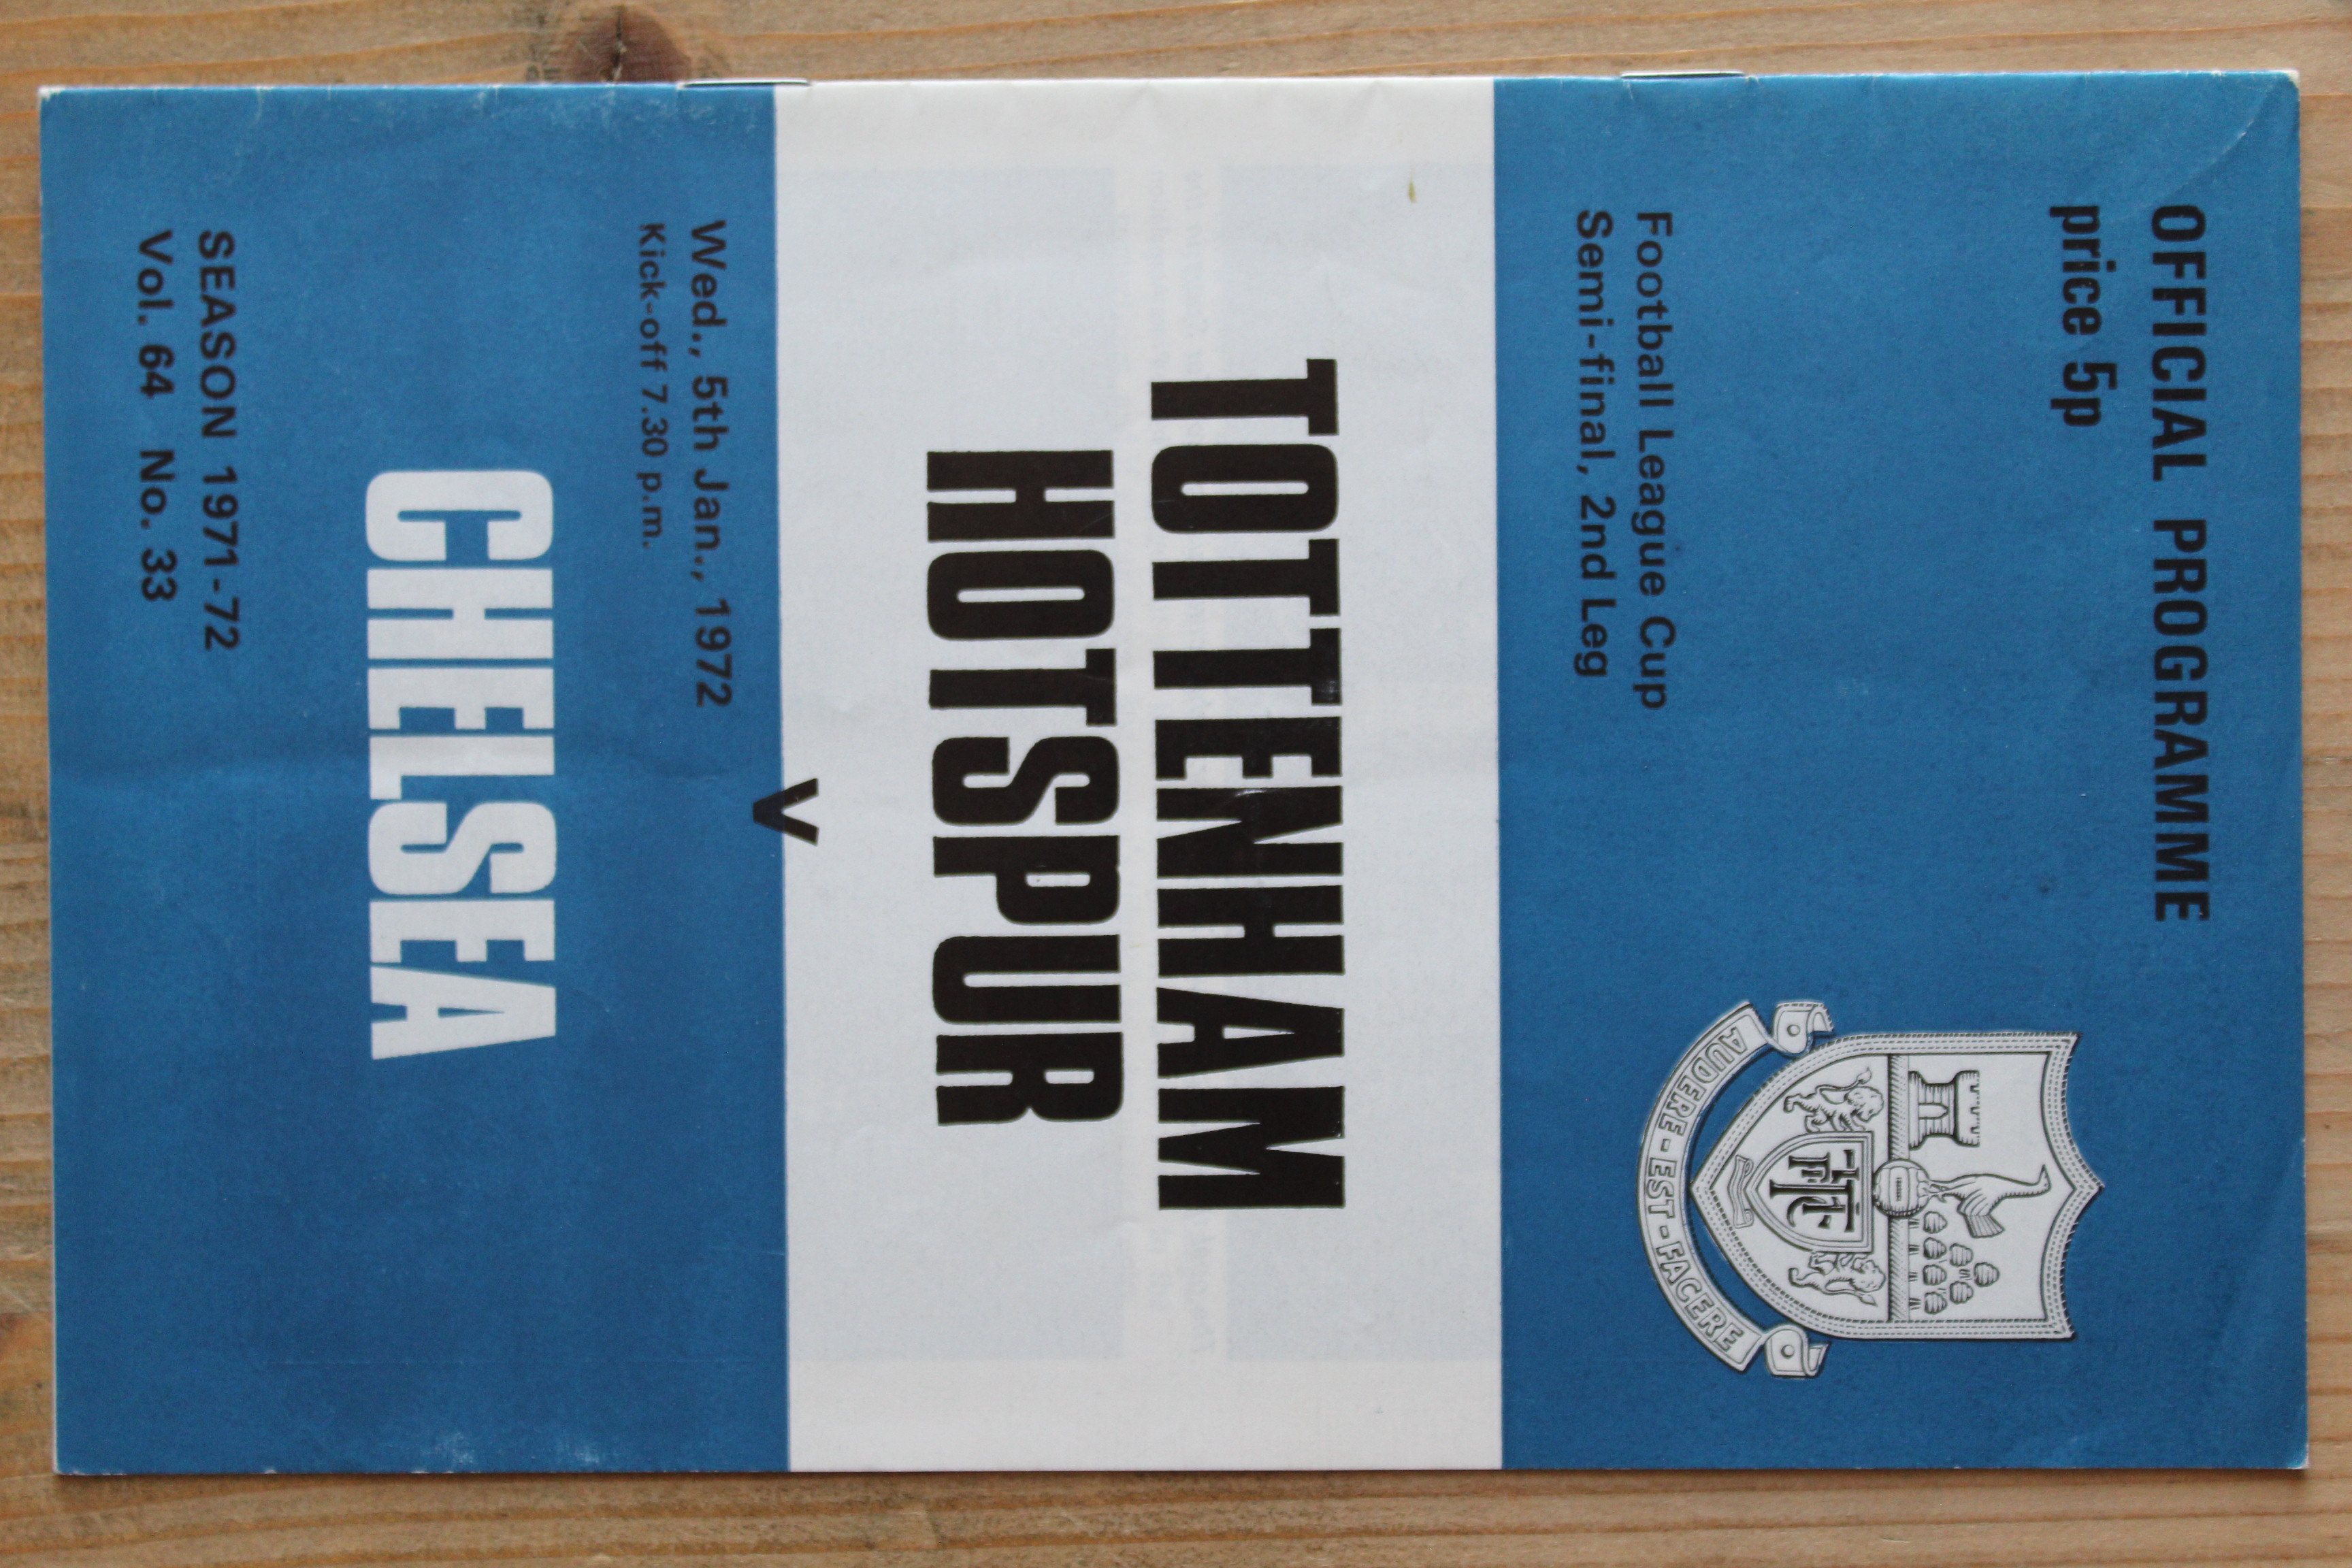 OFFICIAL PROGRAMME
price 5p
AUDERE - EST - FACERE
Football League Cup
Semi-final, 2nd Leg
TOTTENHAM
HOTSPUR
v
Wed., 5th Jan., 1972
Kick-off 7.30 p.m.
CHELSEA
SEASON 1971-72
Vol. 64 No. 33